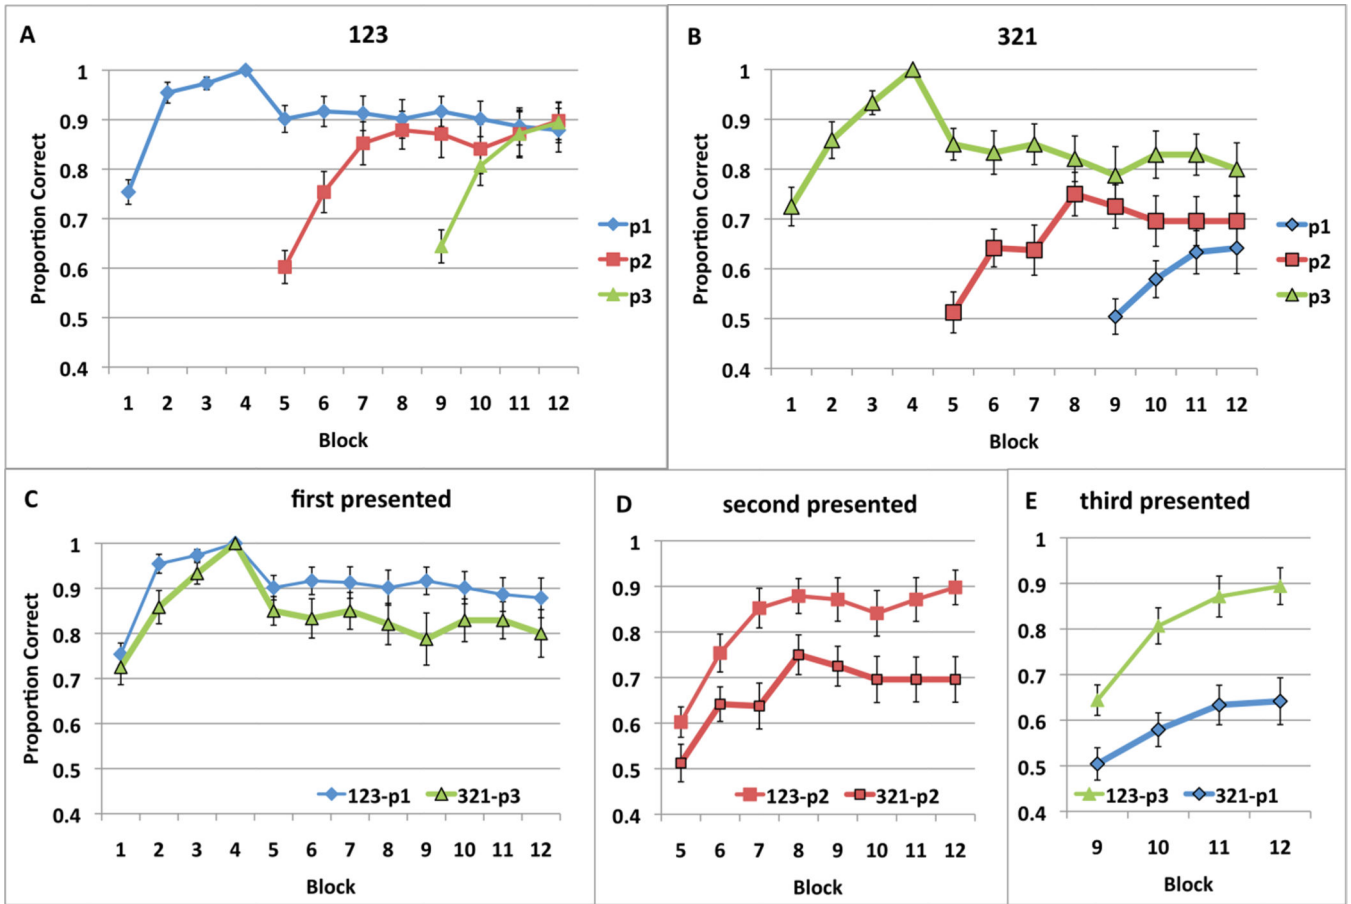 A
123
Proportion Correct
1
0.9
0.8
0.7
0.6
0.5
0.4
1 2 3 4 5 6 7 8 9 10 11 12
Block
p1
p2
p3
B
321
Proportion Correct
1
0.9
0.8
0.7
0.6
0.5
0.4
1 2 3 4 5 6 7 8 9 10 11 12
Block
p1
p2
p3
C
first presented
Proportion Correct
1
0.9
0.8
0.7
0.6
0.5
0.4
123-p1 321-p3
1 2 3 4 5 6 7 8 9 10 11 12
Block
D
second presented
1
0.9
0.8
0.7
0.6
0.5
0.4
123-p2 321-p2
5 6 7 8 9 10 11 12
Block
E
third presented
1
0.9
0.8
0.7
0.6
0.5
0.4
123-p3 321-p1
9 10 11 12
Block